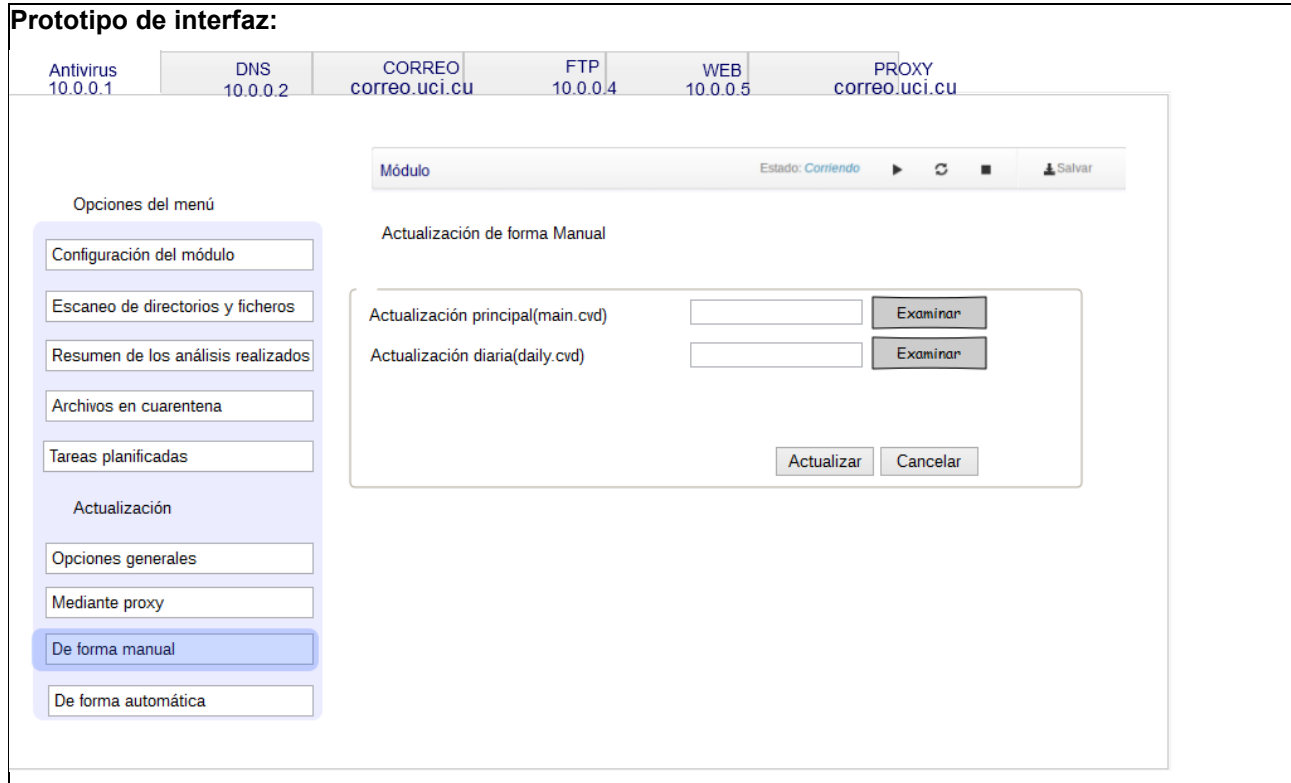 Prototipo de interfaz:
Antivirus DNS CORREO FTP WEB PROXY
10.0.0.1 10.0.0.2 correo.uci.cu 10.0.0.4 10.0.0.5 correo.uci.cu
Módulo Estado: Corriendo Salvar
Opciones del menú
Configuración del módulo
Escaneo de directorios y ficheros
Resumen de los análisis realizados
Archivos en cuarentena
Tareas planificadas
Actualización
Opciones generales
Mediante proxy
De forma manual
De forma automática
Actualización de forma Manual
Actualización principal(main.cvd) Examinar
Actualización diaria(daily.cvd) Examinar
Actualizar Cancelar